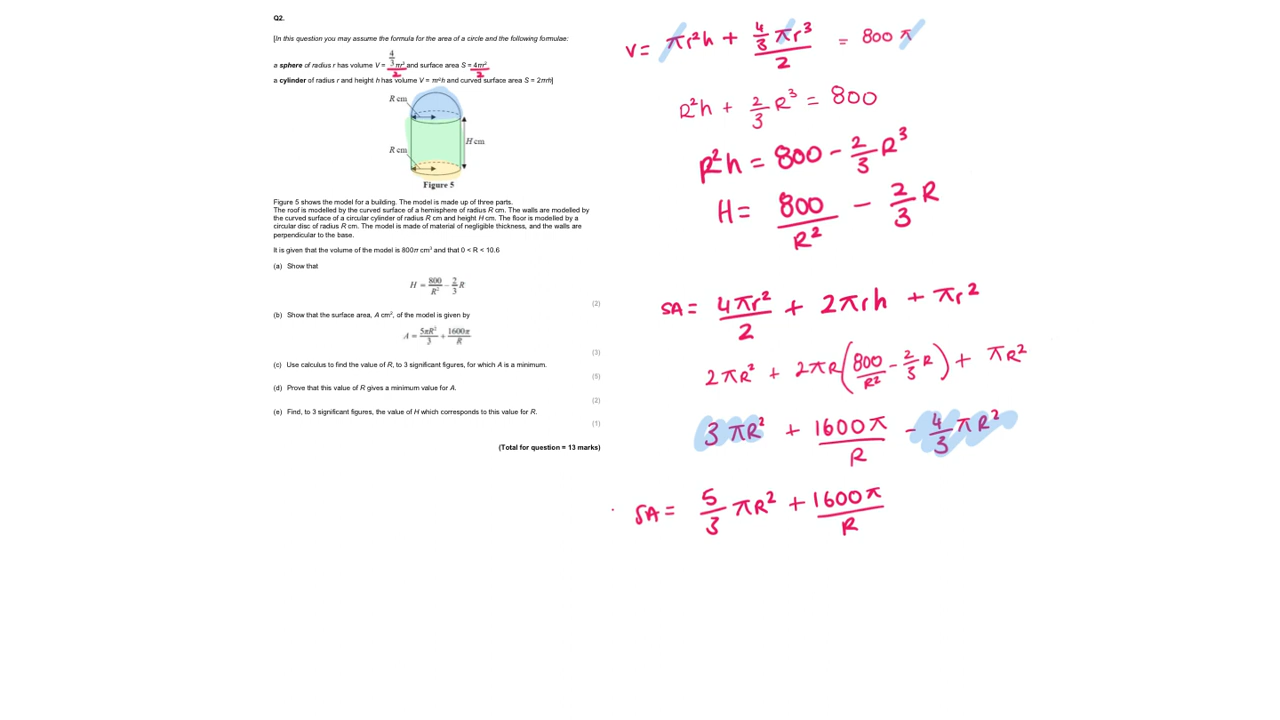 Q2.
[In this question you may assume the formula for the area of a circle and the following formulae:
a sphere of radius r has volume V = 4/3 πr³ and surface area S = 4πr²
2 2
a cylinder of radius r and height h has volume V = πr²h and curved surface area S = 2πrh]
R cm
H cm
R cm
Figure 5
Figure 5 shows the model for a building. The model is made up of three parts.
The roof is modelled by the curved surface of a hemisphere of radius R cm. The walls are modelled by
the curved surface of a circular cylinder of radius R cm and height H cm. The floor is modelled by a
circular disc of radius R cm. The model is made of material of negligible thickness, and the walls are
perpendicular to the base.
It is given that the volume of the model is 800π cm³ and that 0 < R < 10.6
(a) Show that
H = 800/R² - 2/3 R
(2)
(b) Show that the surface area, A cm², of the model is given by
A = 5πR²/3 + 1600π/R
(3)
(c) Use calculus to find the value of R, to 3 significant figures, for which A is a minimum.
(5)
(d) Prove that this value of R gives a minimum value for A.
(2)
(e) Find, to 3 significant figures, the value of H which corresponds to this value for R.
(1)
(Total for question = 13 marks)
V = πr²h + (4/3 πr³)/2 = 800π
R²h + 2/3 R³ = 800
R²h = 800 - 2/3 R³
H = 800/R² - 2/3 R
SA = 4πr²/2 + 2πrh + πr²
2πR² + 2πR(800/R² - 2/3 R) + πR²
3πR² + 1600π/R - 4/3 πR²
SA = 5/3 πR² + 1600π/R